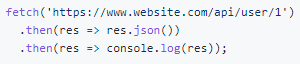 fetch('https://www.website.com/api/user/1')
  .then(res => res.json())
  .then(res => console.log(res));